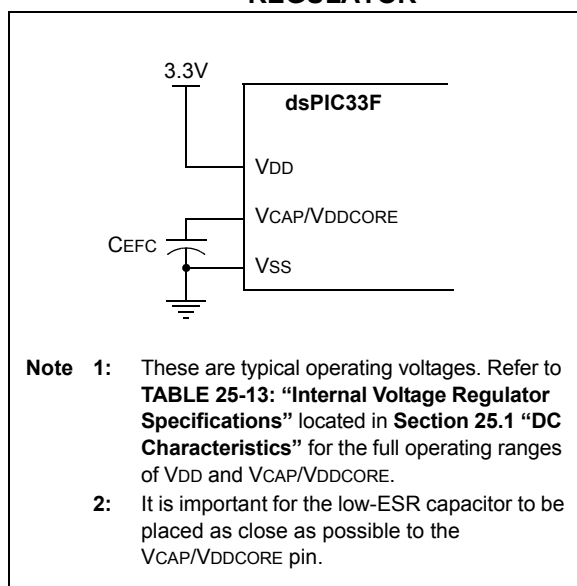 REGULATOR
3.3V
dsPIC33F
VDD
VCAP/VDDCORE
CEFC
VSS
Note 1: These are typical operating voltages. Refer to
TABLE 25-13: “Internal Voltage Regulator
Specifications” located in Section 25.1 “DC
Characteristics” for the full operating ranges
of VDD and VCAP/VDDCORE.
2: It is important for the low-ESR capacitor to be
placed as close as possible to the
VCAP/VDDCORE pin.